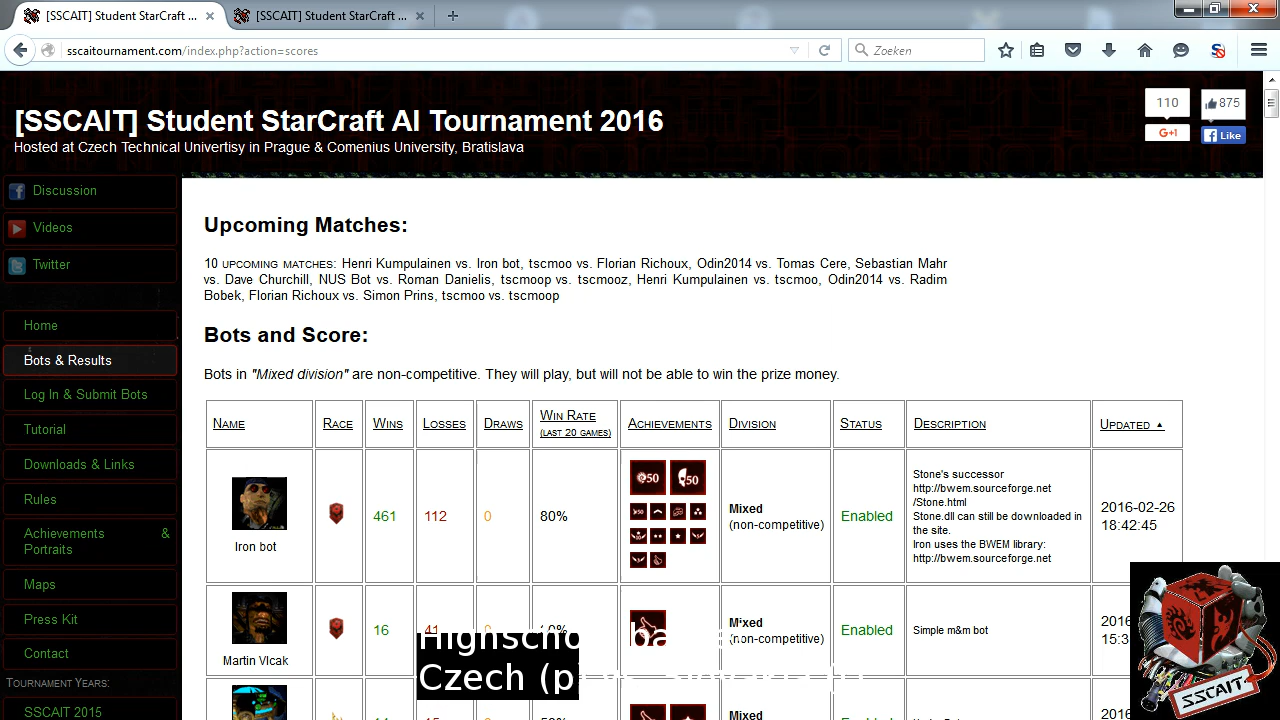 [SSCAIT] Student StarCraft AI ...
[SSCAIT] Student StarCraft AI ...
sscaitournament.com/index.php?action=scores
Zoeken
[SSCAIT] Student StarCraft AI Tournament 2016
Hosted at Czech Technical Univertisy in Prague & Comenius University, Bratislava
110
G+1
875
Like
Discussion
Videos
Twitter
Home
Bots & Results
Log In & Submit Bots
Tutorial
Downloads & Links
Rules
Achievements &
Portraits
Maps
Press Kit
Contact
Tournament Years:
SSCAIT 2015
Upcoming Matches:
10 upcoming matches: Henri Kumpulainen vs. Iron bot, tscmoo vs. Florian Richoux, Odin2014 vs. Tomas Cere, Sebastian Mahr
vs. Dave Churchill, NUS Bot vs. Roman Danielis, tscmoop vs. tscmooz, Henri Kumpulainen vs. tscmoo, Odin2014 vs. Radim
Bobek, Florian Richoux vs. Simon Prins, tscmoo vs. tscmoop
Bots and Score:
Bots in "Mixed division" are non-competitive. They will play, but will not be able to win the prize money.
Name Race Wins Losses Draws Win Rate Achievements Division Status Description Updated ▲
(last 20 games)
Iron bot
461 112 0 80%
50 50
Mixed
(non-competitive)
Enabled
Stone's successor
http://bwem.sourceforge.net
/Stone.html
Stone.dll can still be downloaded in
the site.
Iron uses the BWEM library:
http://bwem.sourceforge.net
2016-02-26
18:42:45
Martin Vlcak
16 41
Mixed
(non-competitive)
Enabled
Simple m&m bot
2016
15:3
Mixed
2016
Czech (p
SSCAIT